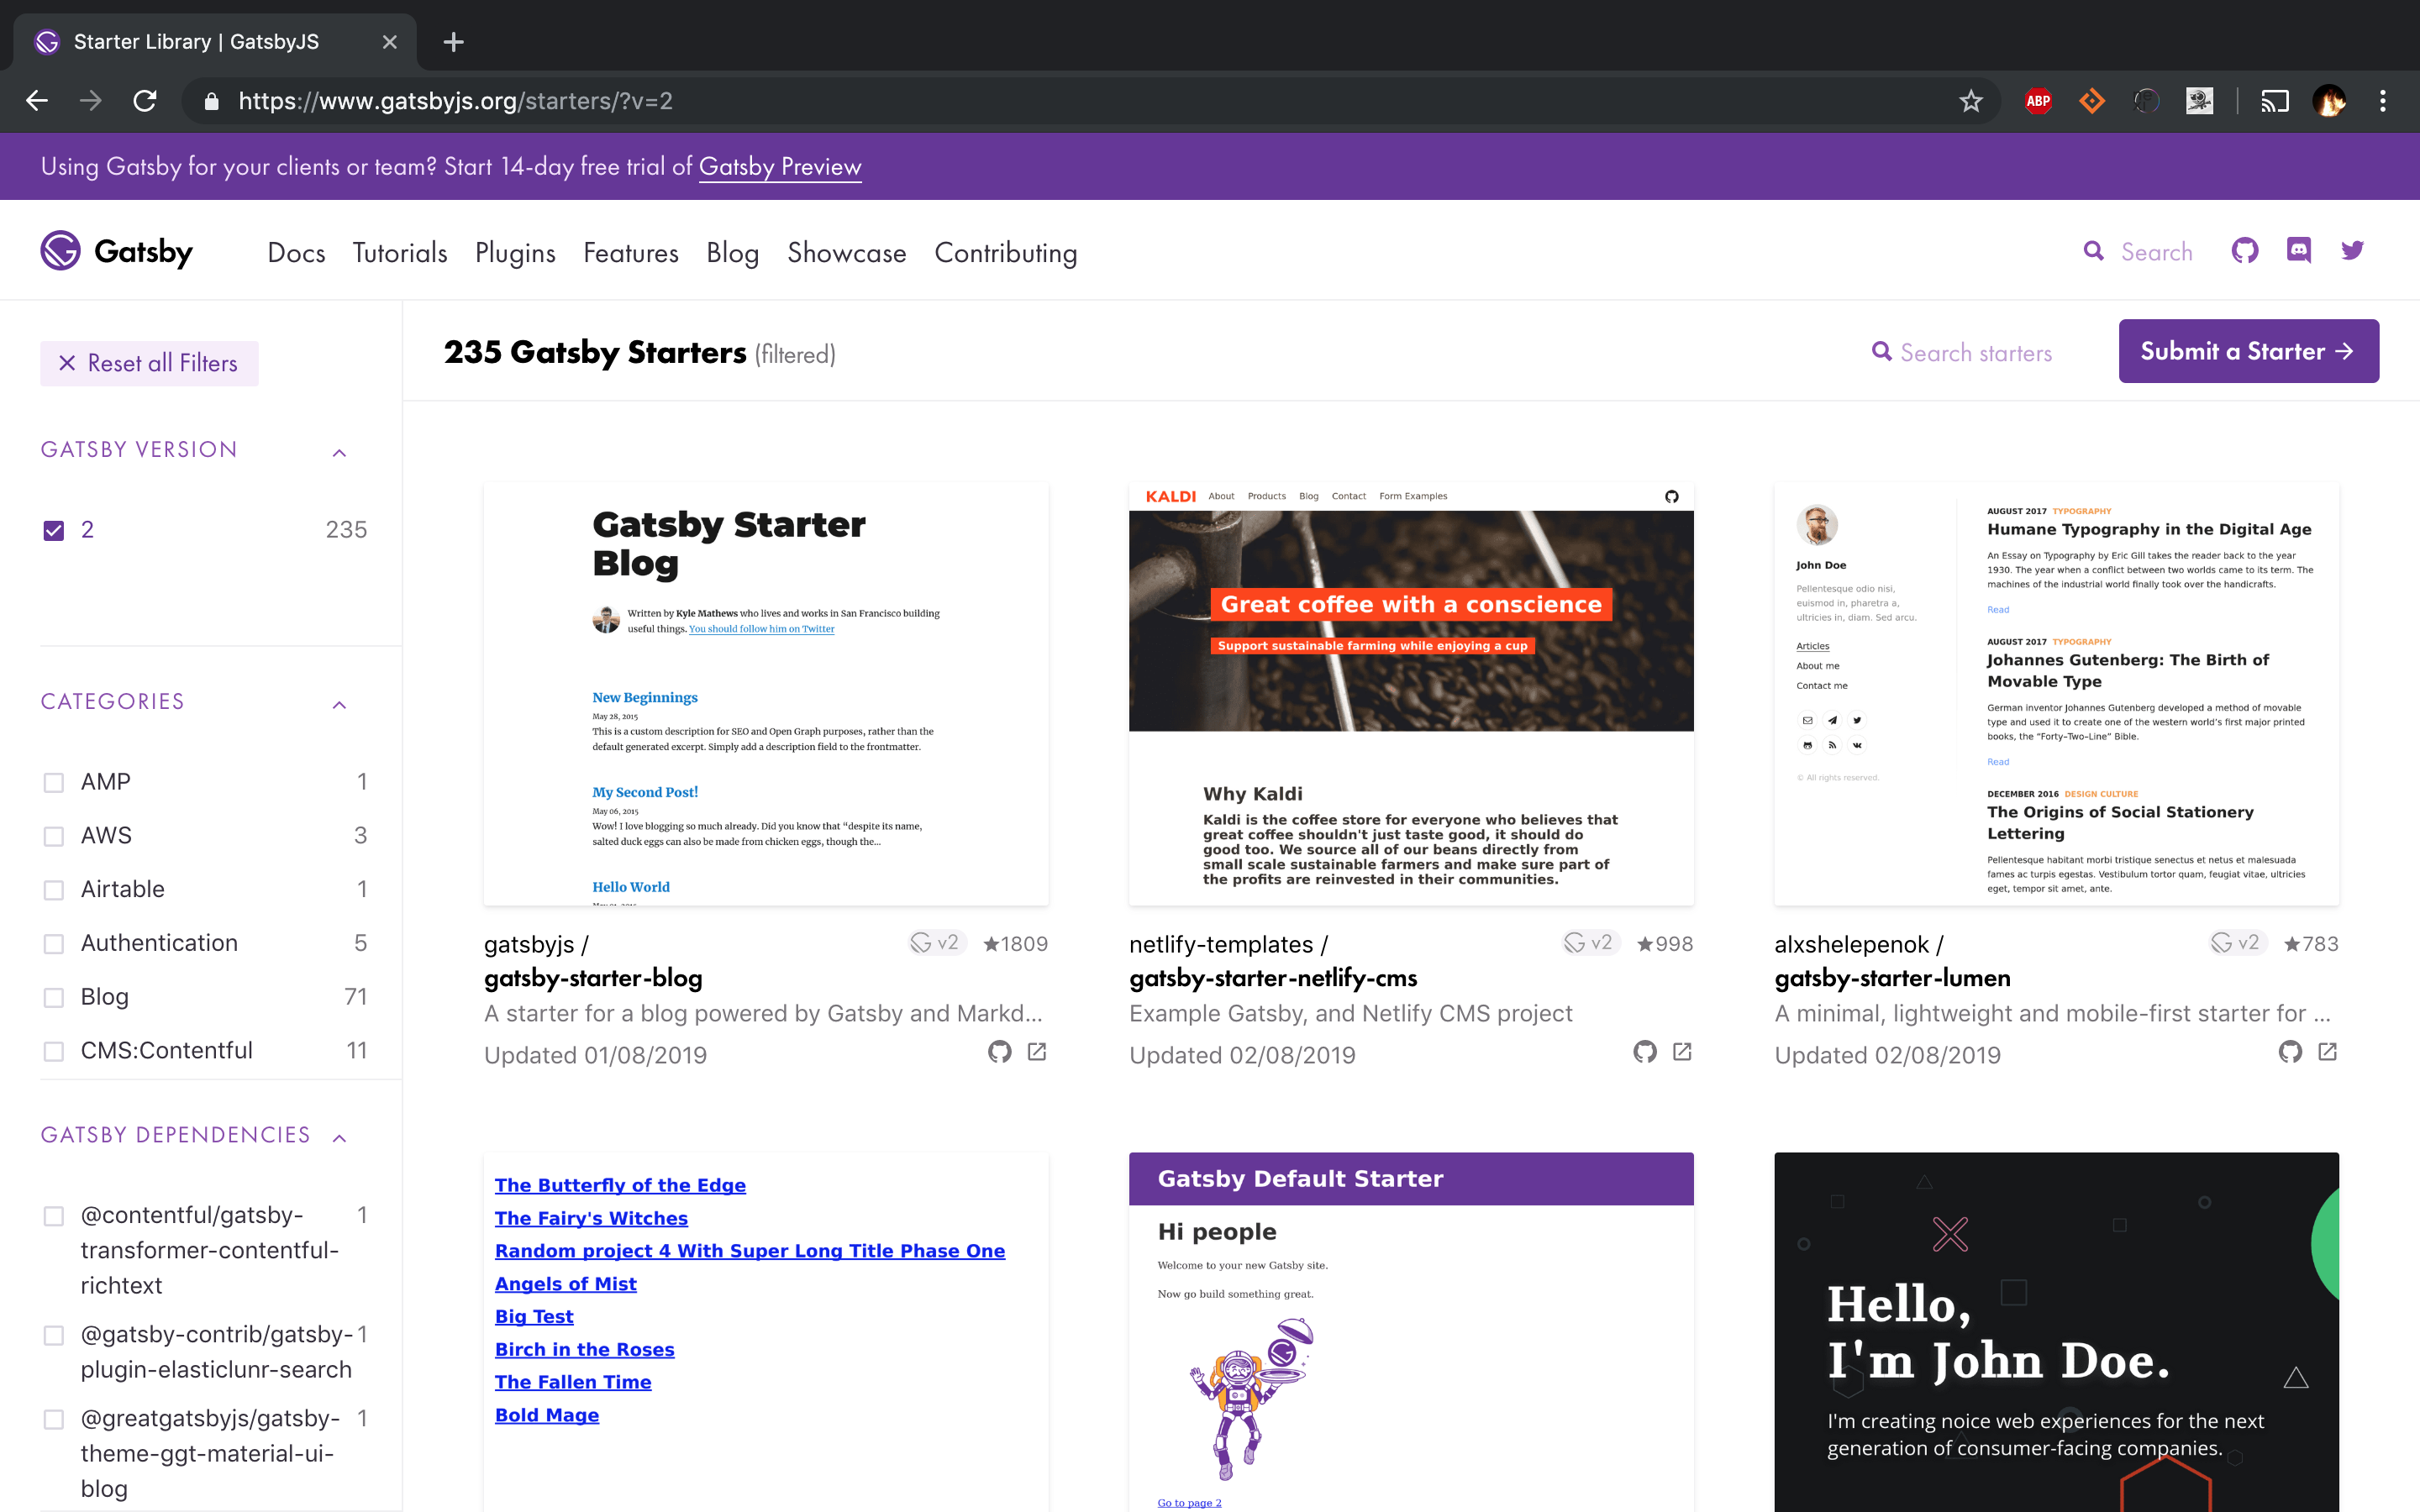 Starter Library | GatsbyJS
https://www.gatsbyjs.org/starters/?v=2
ABP
Using Gatsby for your clients or team? Start 14-day free trial of Gatsby Preview
Gatsby
Docs Tutorials Plugins Features Blog Showcase Contributing
Search
Reset all Filters
GATSBY VERSION
2 235
CATEGORIES
AMP 1
AWS 3
Airtable 1
Authentication 5
Blog 71
CMS:Contentful 11
GATSBY DEPENDENCIES
@contentful/gatsby- 1
transformer-contentful-
richtext
@gatsby-contrib/gatsby- 1
plugin-elasticlunr-search
@greatgatsbyjs/gatsby- 1
theme-ggt-material-ui-
blog
235 Gatsby Starters (filtered)
Search starters
Submit a Starter →
Gatsby Starter
Blog
Written by Kyle Mathews who lives and works in San Francisco building
useful things. You should follow him on Twitter
New Beginnings
May 28, 2015
This is a custom description for SEO and Open Graph purposes, rather than the
default generated excerpt. Simply add a description field to the frontmatter.
My Second Post!
May 06, 2015
Wow! I love blogging so much already. Did you know that “despite its name,
salted duck eggs can also be made from chicken eggs, though the…
Hello World
gatsbyjs /
v2 ★1809
gatsby-starter-blog
A starter for a blog powered by Gatsby and Markd...
Updated 01/08/2019
KALDI About Products Blog Contact Form Examples
Great coffee with a conscience
Support sustainable farming while enjoying a cup
Why Kaldi
Kaldi is the coffee store for everyone who believes that
great coffee shouldn't just taste good, it should do
good too. We source all of our beans directly from
small scale sustainable farmers and make sure part of
the profits are reinvested in their communities.
netlify-templates /
v2 ★998
gatsby-starter-netlify-cms
Example Gatsby, and Netlify CMS project
Updated 02/08/2019
John Doe
Pellentesque odio nisi,
euismod in, pharetra a,
ultricies in, diam. Sed arcu.
Articles
About me
Contact me
© All rights reserved.
AUGUST 2017 TYPOGRAPHY
Humane Typography in the Digital Age
An Essay on Typography by Eric Gill takes the reader back to the year
1930. The year when a conflict between two worlds came to its term. The
machines of the industrial world finally took over the handicrafts.
Read
AUGUST 2017 TYPOGRAPHY
Johannes Gutenberg: The Birth of
Movable Type
German inventor Johannes Gutenberg developed a method of movable
type and used it to create one of the western world’s first major printed
books, the “Forty–Two–Line” Bible.
Read
DECEMBER 2016 DESIGN CULTURE
The Origins of Social Stationery
Lettering
Pellentesque habitant morbi tristique senectus et netus et malesuada
fames ac turpis egestas. Vestibulum tortor quam, feugiat vitae, ultricies
eget, tempor sit amet, ante.
alxshelepenok /
v2 ★783
gatsby-starter-lumen
A minimal, lightweight and mobile-first starter for ...
Updated 02/08/2019
The Butterfly of the Edge
The Fairy's Witches
Random project 4 With Super Long Title Phase One
Angels of Mist
Big Test
Birch in the Roses
The Fallen Time
Bold Mage
Gatsby Default Starter
Hi people
Welcome to your new Gatsby site.
Now go build something great.
Go to page 2
Hello,
I'm John Doe.
I'm creating noice web experiences for the next
generation of consumer-facing companies.